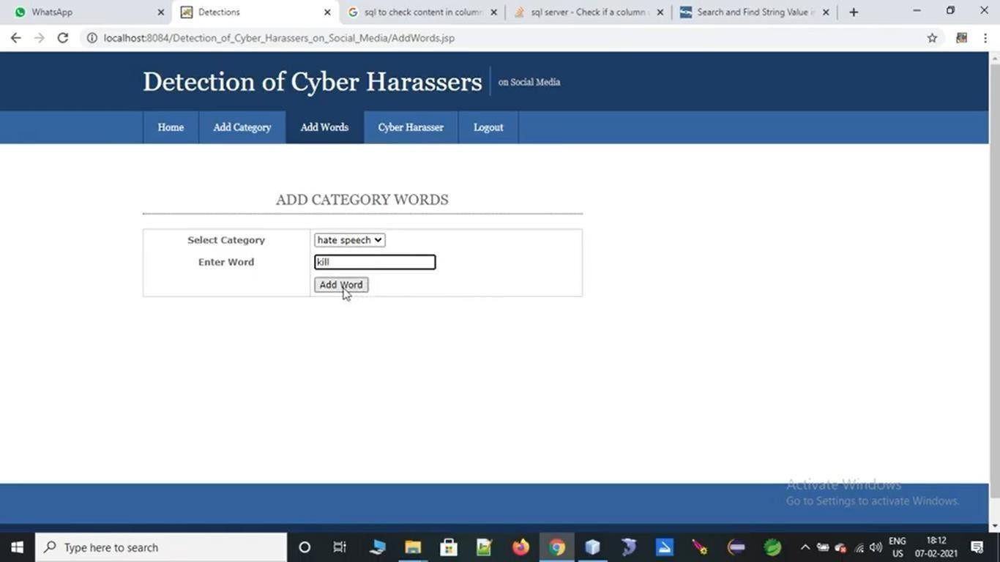 WhatsApp
Detections
sql to check content in column
sql server - Check if a column
Search and Find String Value i
localhost:8084/Detection_of_Cyber_Harassers_on_Social_Media/AddWords.jsp
Detection of Cyber Harassers
on Social Media
Home
Add Category
Add Words
Cyber Harasser
Logout
ADD CATEGORY WORDS
Select Category
hate speech
Enter Word
kill
Add Word
Activate Windows
Go to Settings to activate Windows.
Type here to search
ENG
US
18:12
07-02-2021